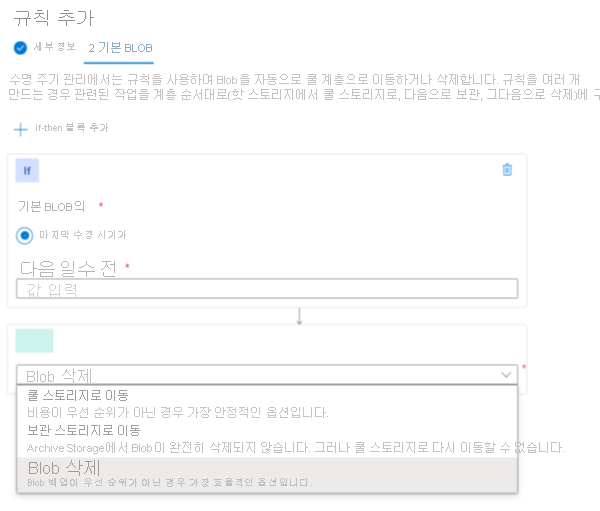 규칙 추가
세부 정보
2 기본 BLOB
수명 주기 관리에서는 규칙을 사용하여 Blob을 자동으로 쿨 계층으로 이동하거나 삭제합니다. 규칙을 여러 개
만드는 경우 관련된 작업을 계층 순서대로(핫 스토리지에서 쿨 스토리지로, 다음으로 보관, 그다음으로 삭제)에 구
if-then 블록 추가
If
기본 BLOB의 *
마지막 수정 시기가
다음 일수 전 *
값 입력
Blob 삭제 *
쿨 스토리지로 이동
비용이 우선 순위가 아닌 경우 가장 안정적인 옵션입니다.
보관 스토리지로 이동
Archive Storage에서 Blob이 완전히 삭제되지 않습니다. 그러나 쿨 스토리지로 다시 이동할 수 없습니다.
Blob 삭제
Blob 백업이 우선 순위가 아닌 경우 가장 효율적인 옵션입니다.